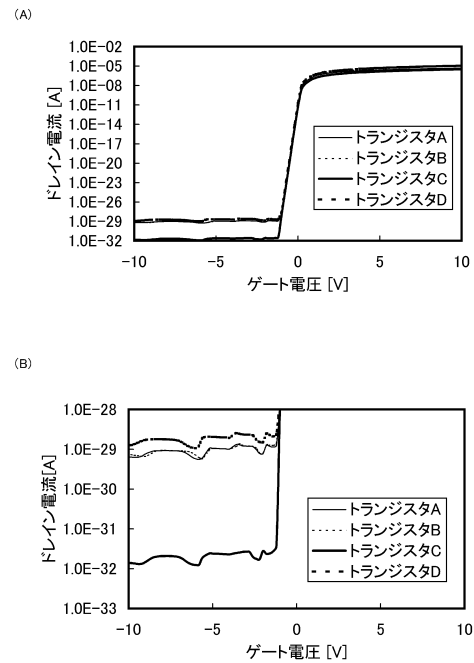 (A)
1.0E-02
1.0E-05
1.0E-08
1.0E-11
1.0E-14
1.0E-17
1.0E-20
1.0E-23
1.0E-26
1.0E-29
1.0E-32
ドレイン電流 [A]
トランジスタA
トランジスタB
トランジスタC
トランジスタD
-10 -5 0 5 10
ゲート電圧 [V]
(B)
1.0E-28
1.0E-29
1.0E-30
1.0E-31
1.0E-32
1.0E-33
ドレイン電流[A]
トランジスタA
トランジスタB
トランジスタC
トランジスタD
-10 -5 0 5 10
ゲート電圧 [V]